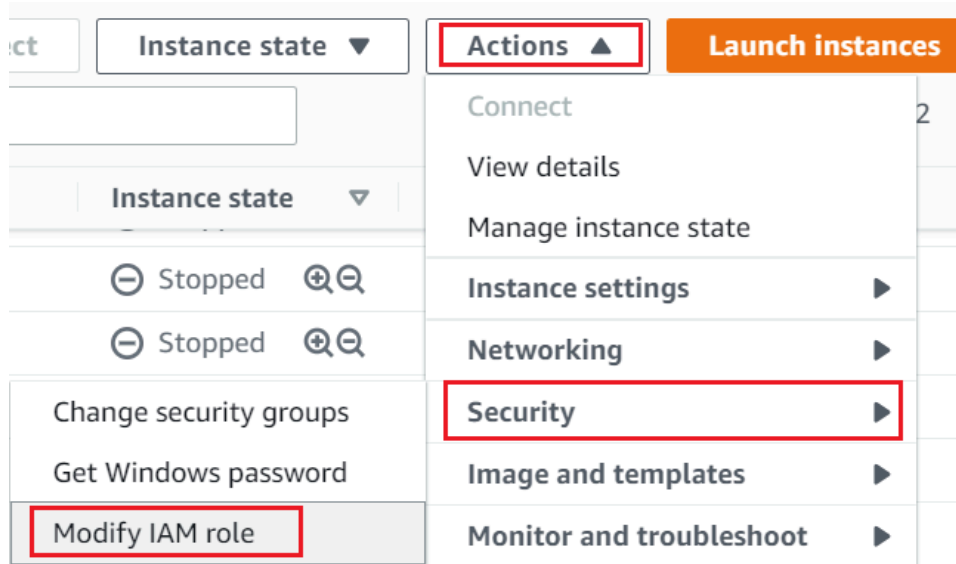 ct Instance state Actions Launch instances
Connect
2
View details
Instance state
Manage instance state
Stopped
Instance settings
Stopped
Networking
Change security groups
Security
Get Windows password
Image and templates
Modify IAM role
Monitor and troubleshoot